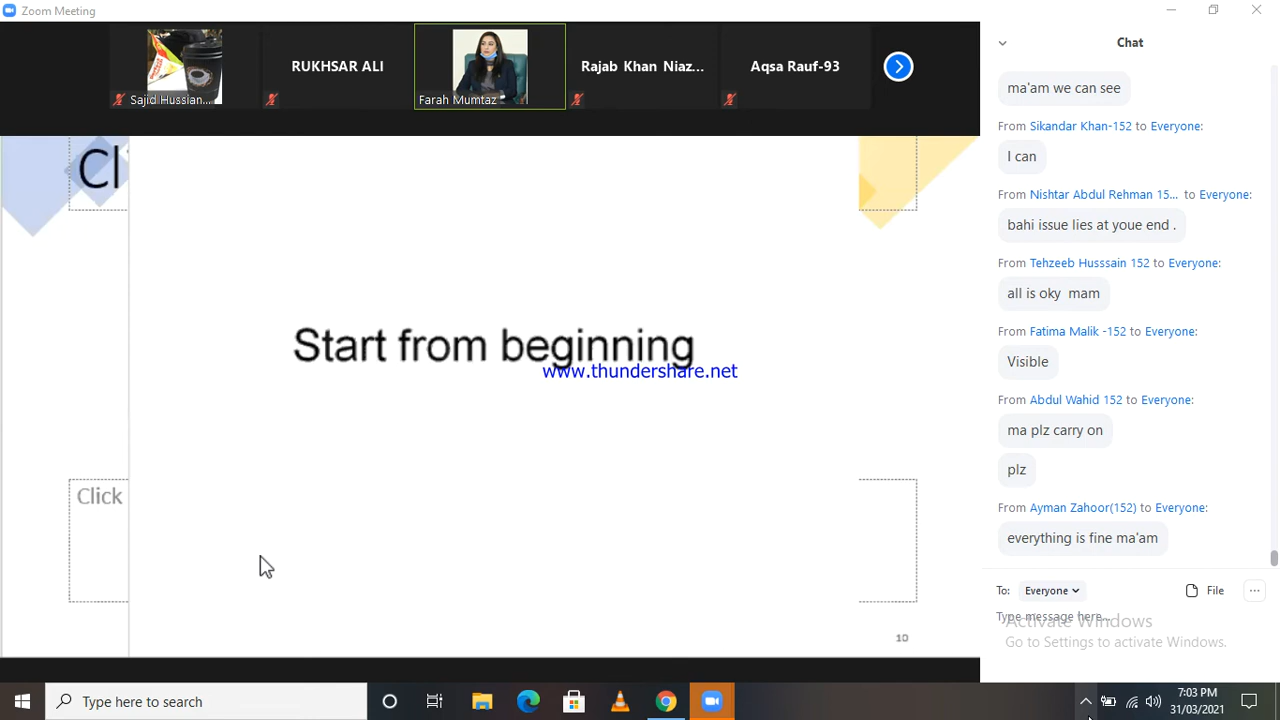 Zoom Meeting
Sajid Hussian...
RUKHSAR ALI
Farah Mumtaz
Rajab Khan Niaz...
Aqsa Rauf-93
Cl
Start from beginning
www.thundershare.net
Click
10
Chat
ma'am we can see
From Sikandar Khan-152 to Everyone:
I can
From Nishtar Abdul Rehman 15... to Everyone:
bahi issue lies at youe end .
From Tehzeeb Husssain 152 to Everyone:
all is oky mam
From Fatima Malik -152 to Everyone:
Visible
From Abdul Wahid 152 to Everyone:
ma plz carry on
plz
From Ayman Zahoor(152) to Everyone:
everything is fine ma'am
To: Everyone File
Type message here...
Activate Windows
Go to Settings to activate Windows.
Type here to search
7:03 PM
31/03/2021